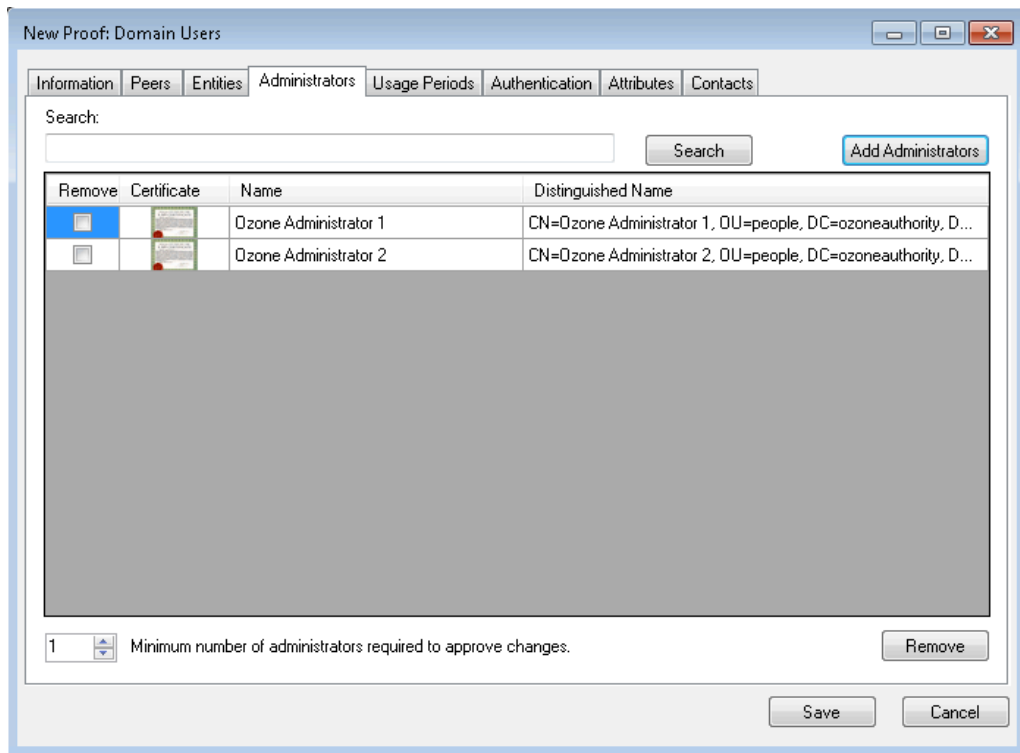 New Proof: Domain Users
Information Peers Entities Administrators Usage Periods Authentication Attributes Contacts
Search:
Search Add Administrators
Remove Certificate Name Distinguished Name
Ozone Administrator 1 CN=Ozone Administrator 1, OU=people, DC=ozoneauthority, D...
Ozone Administrator 2 CN=Ozone Administrator 2, OU=people, DC=ozoneauthority, D...
1 Minimum number of administrators required to approve changes. Remove
Save Cancel